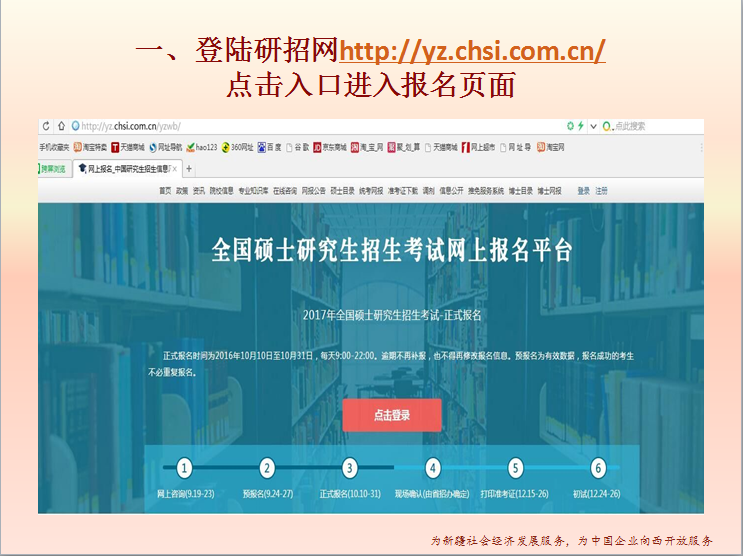 一、登陆研招网http://yz.chsi.com.cn/
点击入口进入报名页面
http://yz.chsi.com.cn/yzwb/
点此搜索
手机收藏夹 淘宝特卖 天猫商城 网址导航 hao123 360网址 百度 谷歌 京东商城 淘_宝_网 聚_划_算 天猫商城 网上超市 网址导 淘宝网
跨屏浏览 网上报名_中国研究生招生信息
首页 政策 资讯 院校信息 专业知识库 在线咨询 网报公告 硕士目录 统考网报 准考证下载 调剂 信息公开 推免服务系统 博士目录 博士网报 登录 注册
全国硕士研究生招生考试网上报名平台
2017年全国硕士研究生招生考试-正式报名
正式报名时间为2016年10月10日至10月31日，每天9:00-22:00。逾期不再补报，也不得再修改报名信息。预报名为有效数据，报名成功的考生
不必重复报名。
点击登录
1 2 3 4 5 6
网上咨询(9.19-23) 预报名(9.24-27) 正式报名(10.10-31) 现场确认(由省招办确定) 打印准考证(12.15-26) 初试(12.24-26)
为新疆社会经济发展服务，为中国企业向西开放服务